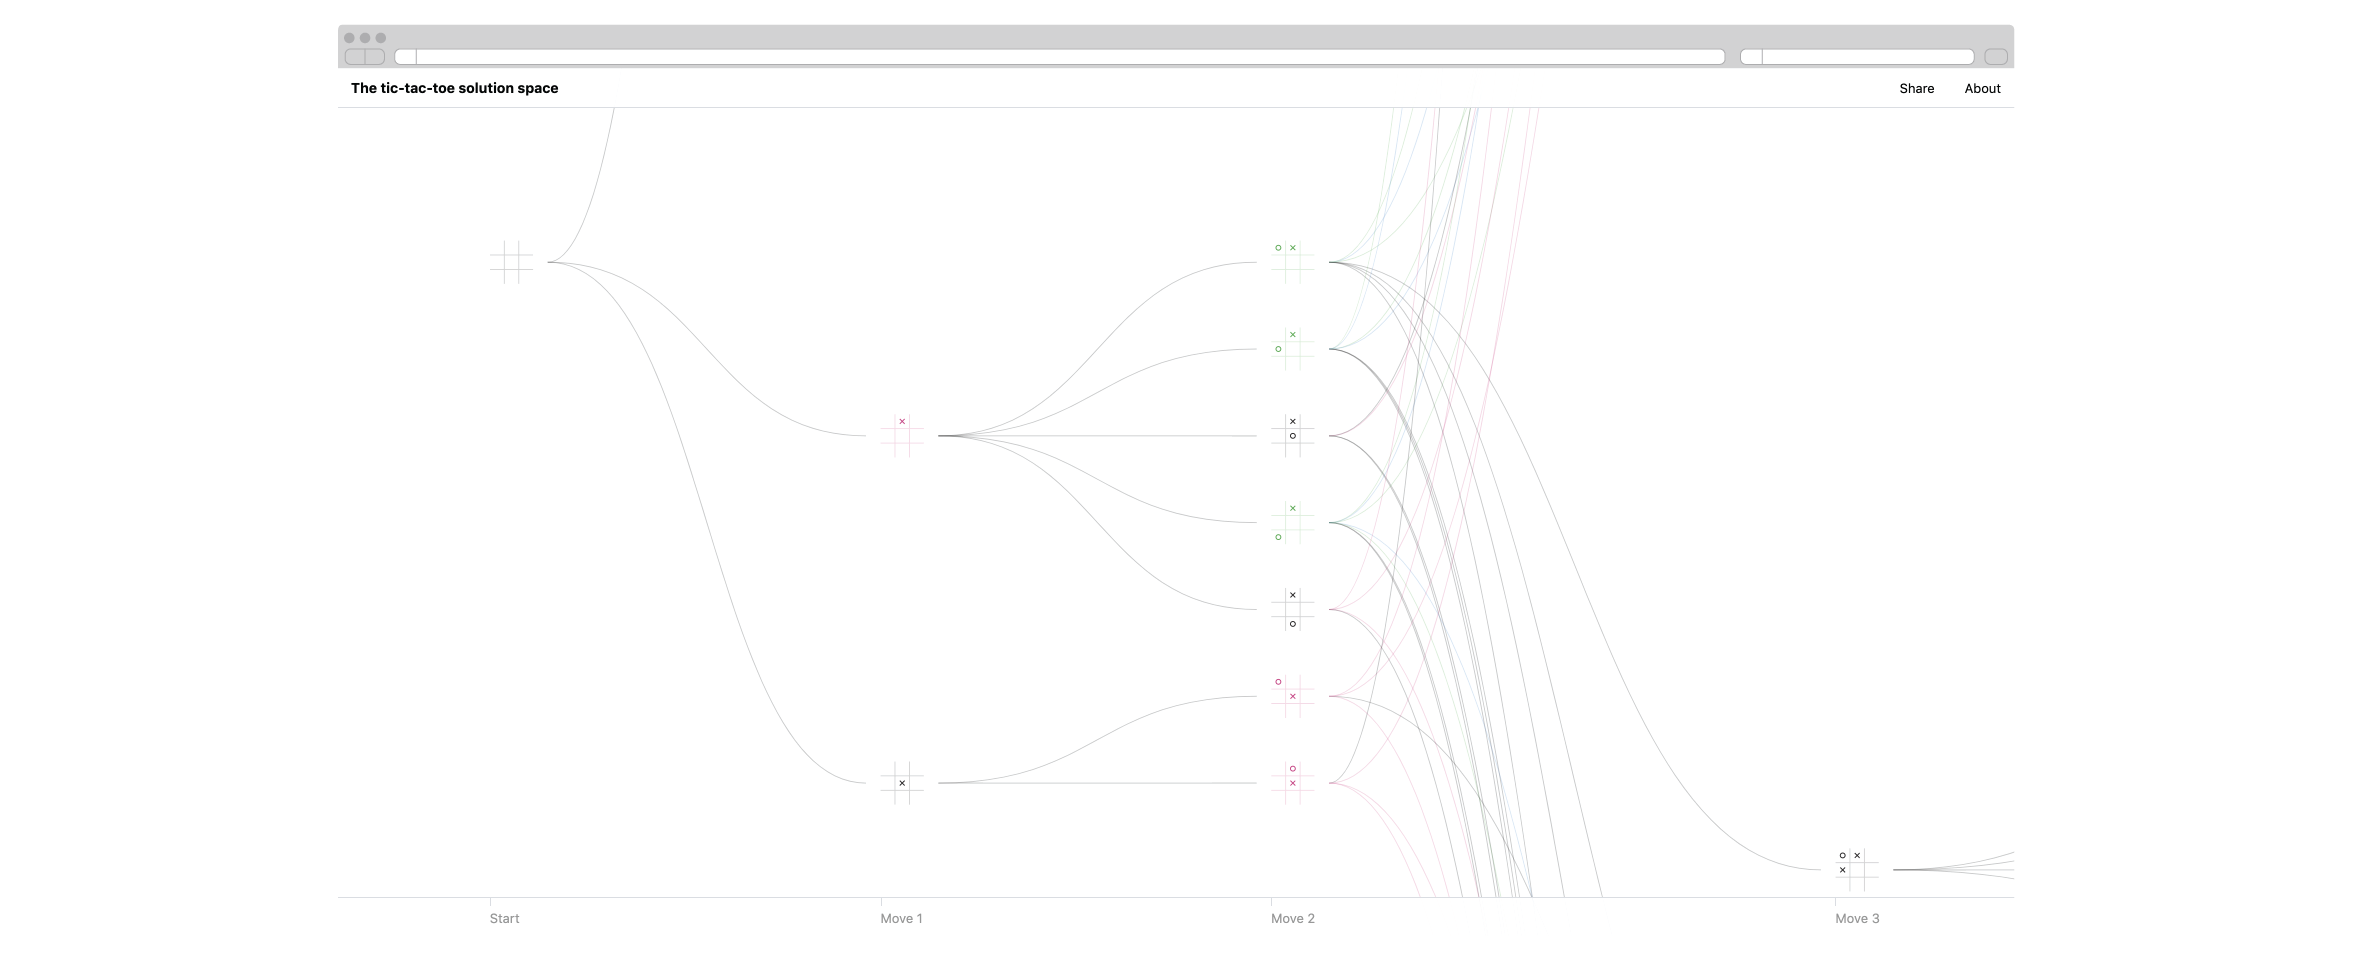 The tic-tac-toe solution space
Share
About
Start
Move 1
Move 2
Move 3